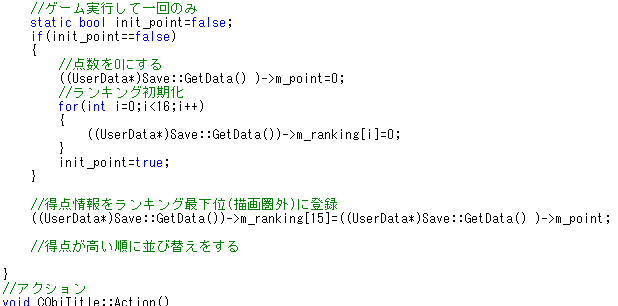 //ゲーム実行して一回のみ
static bool init_point=false;
if(init_point==false)
{
//点数を0にする
((UserData*)Save::GetData() )->m_point=0;
//ランキング初期化
for(int i=0;i<16;i++)
{
((UserData*)Save::GetData())->m_ranking[i]=0;
}
init_point=true;
}
//得点情報をランキング最下位(描画圏外)に登録
((UserData*)Save::GetData())->m_ranking[15]=((UserData*)Save::GetData() )->m_point;
//得点が高い順に並び替えをする
}
//アクション
void CObjTitle::Action()